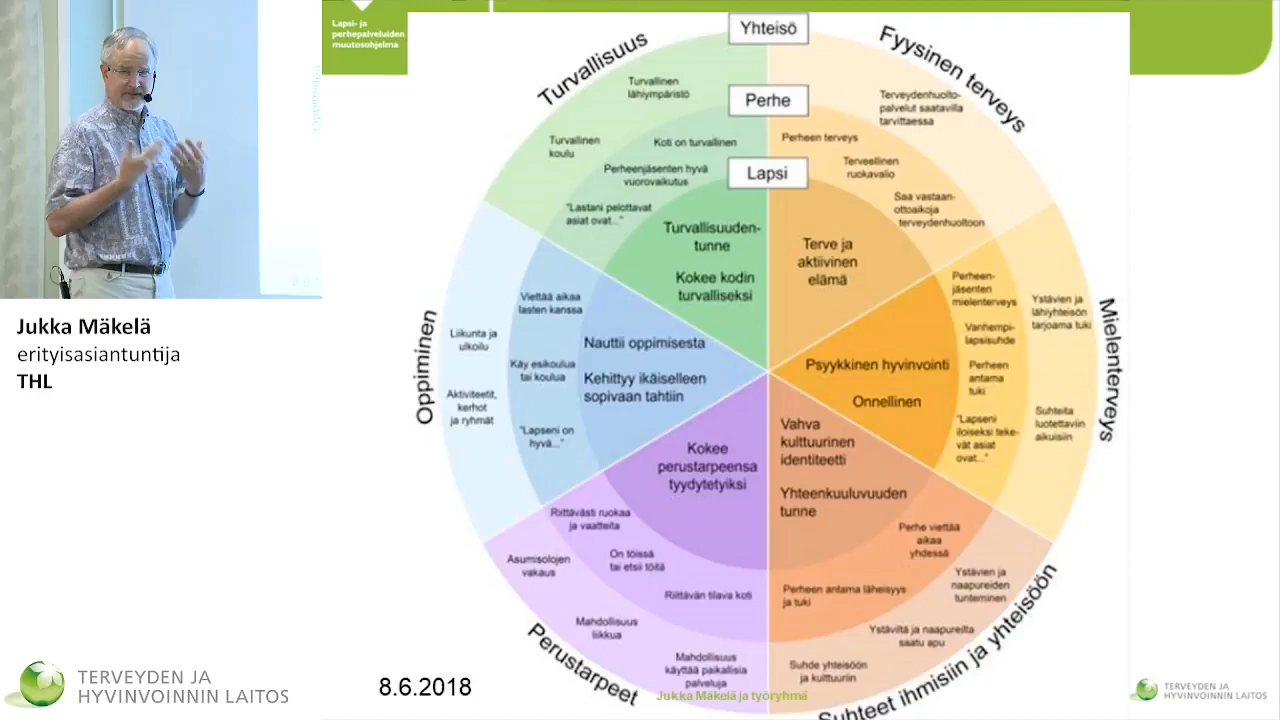 Lapsi- ja
perhepalveluiden
muutosohjelma
Jukka Mäkelä
erityisasiantuntija
THL
TERVEYDEN JA
HYVINVOINNIN LAITOS
8.6.2018
Yhteisö
Perhe
Lapsi
Turvallisuus
Turvallinen
lähiympäristö
Turvallinen
koulu
Koti on turvallinen
Perheenjäsenten hyvä
vuorovaikutus
"Lastani pelottavat
asiat ovat..."
Turvallisuuden-
tunne
Kokee kodin
turvalliseksi
Fyysinen terveys
Terveydenhuolto-
palvelut saatavilla
tarvittaessa
Perheen terveys
Terveellinen
ruokavalio
Saa vastaan-
ottoaikoja
terveydenhuoltoon
Terve ja
aktiivinen
elämä
Mielenterveys
Perheen-
jäsenten
mielenterveys
Ystävien ja
lähiyhteisön
tarjoama tuki
Vanhempi-
lapsisuhde
Perheen
antama
tuki
Suhteita
luotettaviin
aikuisiin
"Lapseni
iloiseksi teke-
vät asiat
ovat..."
Psyykkinen hyvinvointi
Onnellinen
Suhteet ihmisiin ja yhteisöön
Vahva
kulttuurinen
identiteetti
Yhteenkuuluvuuden
tunne
Perhe viettää
aikaa
yhdessä
Perheen antama läheisyys
ja tuki
Ystävien ja
naapureiden
tunteminen
Ystäviltä ja naapureilta
saatu apu
Suhde yhteisöön
ja kulttuuriin
Perustarpeet
Kokee
perustarpeensa
tyydytetyiksi
Riittävästi ruokaa
ja vaatteita
On töissä
tai etsii töitä
Riittävän tilava koti
Asumisolojen
vakaus
Mahdollisuus
liikkua
Mahdollisuus
käyttää paikallisia
palveluja
Oppiminen
Viettää aikaa
lasten kanssa
Käy esikoulua
tai koulua
"Lapseni on
hyvä..."
Liikunta ja
ulkoilu
Aktiviteetit,
kerhot
ja ryhmät
Nauttii oppimisesta
Kehittyy ikäiselleen
sopivaan tahtiin
Jukka Mäkelä ja työryhmä
TERVEYDEN JA
HYVINVOINNIN LAITOS